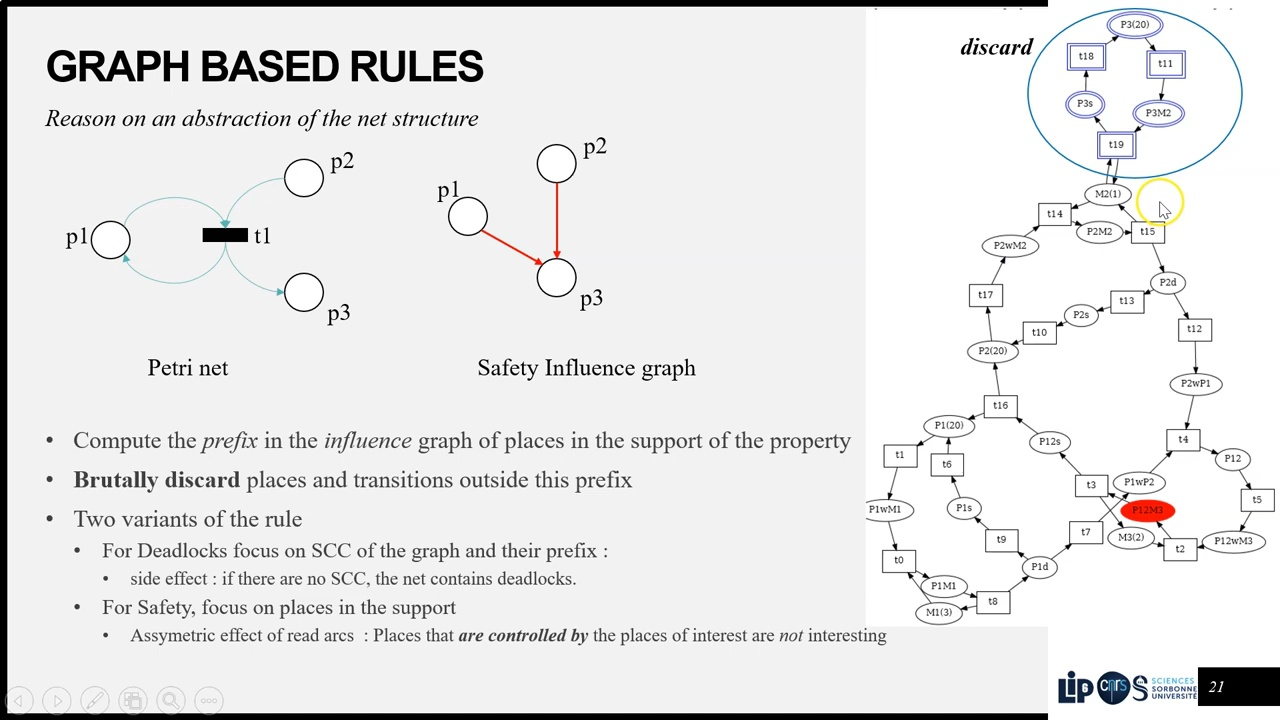 GRAPH BASED RULES
Reason on an abstraction of the net structure
p2
p1
t1
p3
Petri net
p2
p1
p3
Safety Influence graph
• Compute the prefix in the influence graph of places in the support of the property
• Brutally discard places and transitions outside this prefix
• Two variants of the rule
• For Deadlocks focus on SCC of the graph and their prefix :
• side effect : if there are no SCC, the net contains deadlocks.
• For Safety, focus on places in the support
• Assymetric effect of read arcs : Places that are controlled by the places of interest are not interesting
discard
P3(20)
t18
t11
P3s
P3M2
t19
M2(1)
t14
P2M2
t15
P2wM2
P2d
t17
t13
P2s
t10
t12
P2(20)
P2wP1
t16
P1(20)
P12s
t4
t1
t6
P12
t3
P1wP2
t5
P1wM1
P1s
P12M3
t9
t7
M3(2)
t2
P12wM3
t0
P1d
P1M1
t8
M1(3)
LIP6
cnrs
S
SCIENCES
SORBONNE
UNIVERSITÉ
21